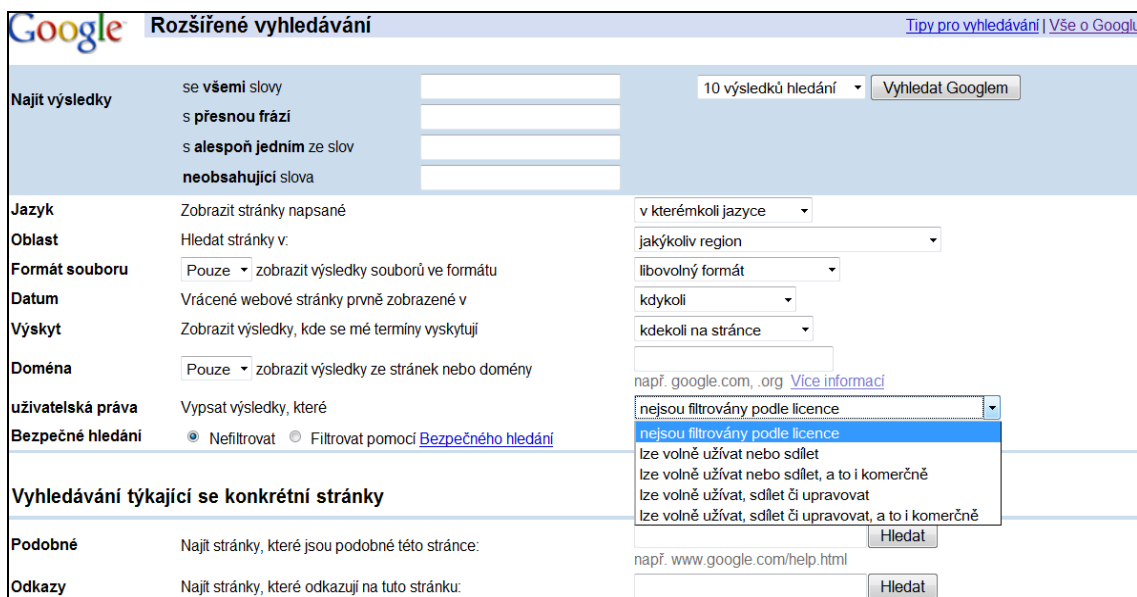 Google Rozšířené vyhledávání Tipy pro vyhledávání | Vše o Googlu
Najít výsledky se všemi slovy 10 výsledků hledání Vyhledat Googlem
s přesnou frází
s alespoň jedním ze slov
neobsahující slova
Jazyk Zobrazit stránky napsané v kterémkoli jazyce
Oblast Hledat stránky v: jakýkoliv region
Formát souboru Pouze zobrazit výsledky souborů ve formátu libovolný formát
Datum Vrácené webové stránky prvně zobrazené v kdykoli
Výskyt Zobrazit výsledky, kde se mé termíny vyskytují kdekoli na stránce
Doména Pouze zobrazit výsledky ze stránek nebo domény
např. google.com, .org Více informací
uživatelská práva Vypsat výsledky, které nejsou filtrovány podle licence
Bezpečné hledání Nefiltrovat Filtrovat pomocí Bezpečného hledání
nejsou filtrovány podle licence
lze volně užívat nebo sdílet
lze volně užívat nebo sdílet, a to i komerčně
lze volně užívat, sdílet či upravovat
lze volně užívat, sdílet či upravovat, a to i komerčně
Vyhledávání týkající se konkrétní stránky
Podobné Najít stránky, které jsou podobné této stránce: Hledat
např. www.google.com/help.html
Odkazy Najít stránky, které odkazují na tuto stránku: Hledat